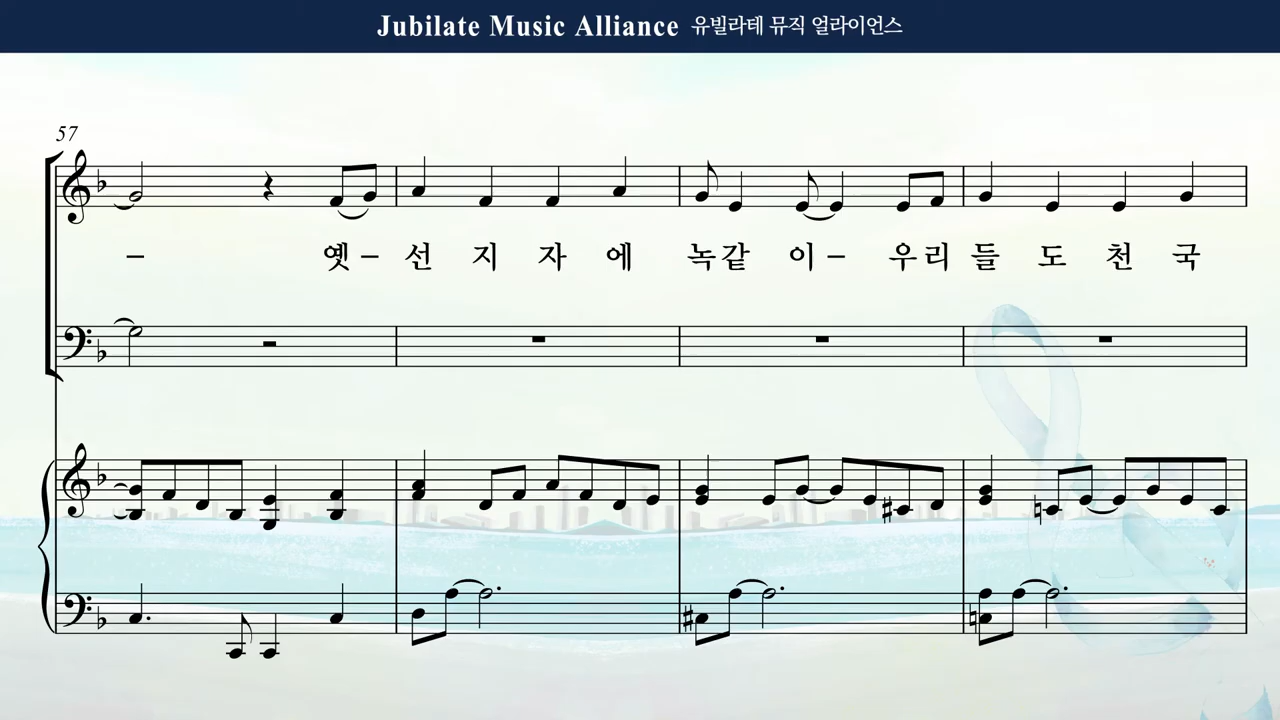 Jubilate Music Alliance 유빌라테 뮤직 얼라이언스
57
– 옛 – 선 지 자 에 녹같 이 – 우리 들 도 천 국